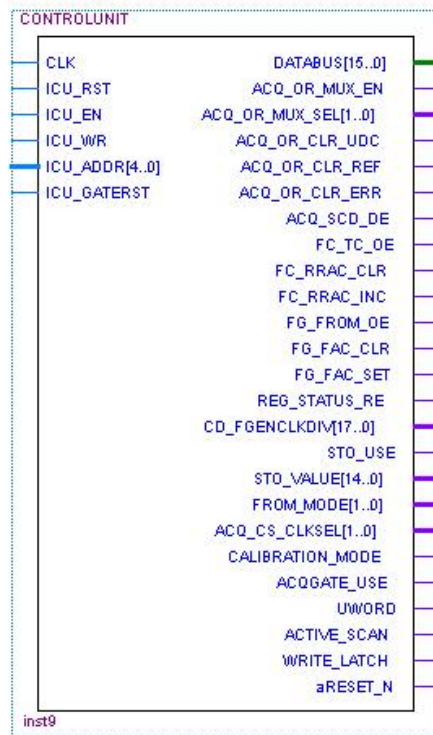 CONTROLUNIT
CLK DATABUS[15..0]
ICU_RST ACQ_OR_MUX_EN
ICU_EN ACQ_OR_MUX_SEL[1..0]
ICU_WR ACQ_OR_CLR_UDC
ICU_ADDR[4..0] ACQ_OR_CLR_REF
ICU_GATERST ACQ_OR_CLR_ERR
ACQ_SCD_DE
FC_TC_OE
FC_RRAC_CLR
FC_RRAC_INC
FG_FROM_OE
FG_FAC_CLR
FG_FAC_SET
REG_STATUS_RE
CD_FGENCLKDIV[17..0]
STO_USE
STO_VALUE[14..0]
FROM_MODE[1..0]
ACQ_CS_CLKSEL[1..0]
CALIBRATION_MODE
ACQGATE_USE
UWORD
ACTIVE_SCAN
WRITE_LATCH
aRESET_N
inst9